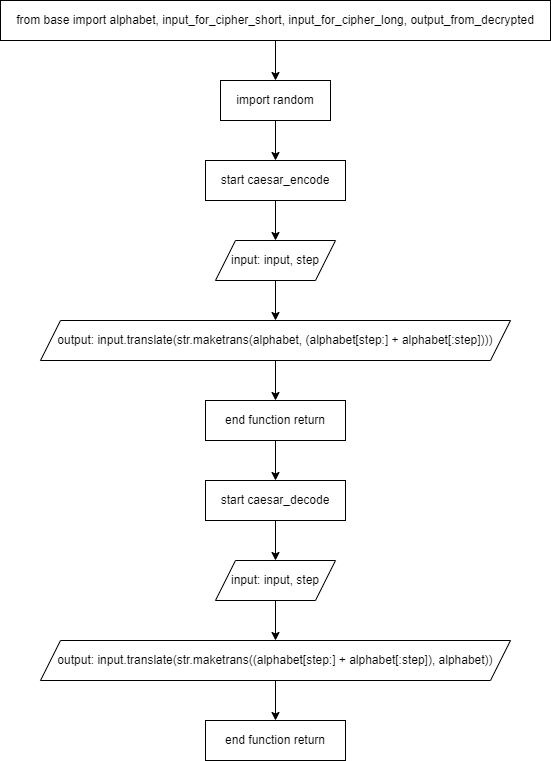 from base import alphabet, input_for_cipher_short, input_for_cipher_long, output_from_decrypted
import random
start caesar_encode
input: input, step
output: input.translate(str.maketrans(alphabet, (alphabet[step:] + alphabet[:step])))
end function return
start caesar_decode
input: input, step
output: input.translate(str.maketrans((alphabet[step:] + alphabet[:step]), alphabet))
end function return